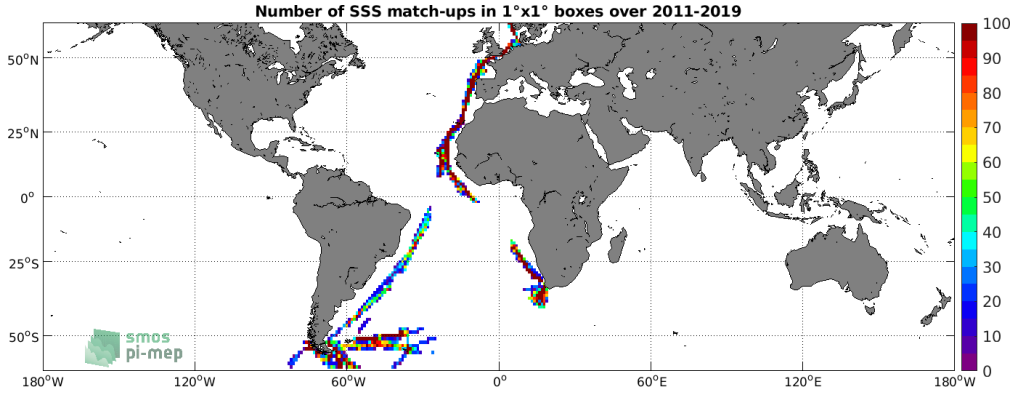 Number of SSS match-ups in 1°x1° boxes over 2011-2019
50°N
25°N
0°
25°S
50°S
180°W
120°W
60°W
0°
60°E
120°E
180°W
100
90
80
70
60
50
40
30
20
10
0
smos
pi-mep